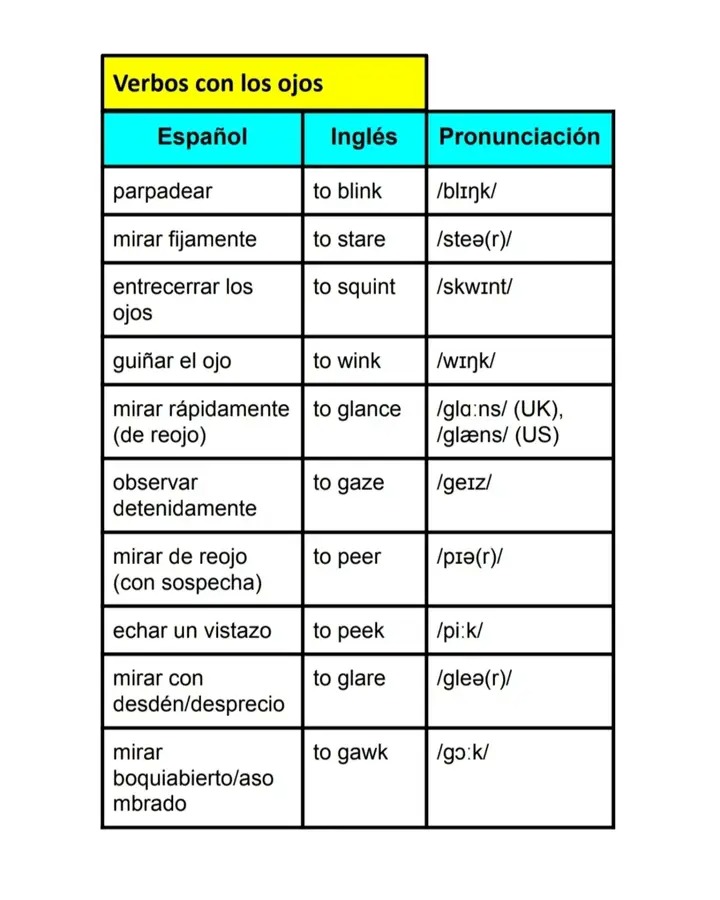 Verbos con los ojos
Español Inglés Pronunciación
parpadear to blink /blɪŋk/
mirar fijamente to stare /steə(r)/
entrecerrar los to squint /skwɪnt/
ojos
guiñar el ojo to wink /wɪŋk/
mirar rápidamente to glance /glɑːns/ (UK),
(de reojo) /glæns/ (US)
observar to gaze /geɪz/
detenidamente
mirar de reojo to peer /pɪə(r)/
(con sospecha)
echar un vistazo to peek /piːk/
mirar con to glare /gleə(r)/
desdén/desprecio
mirar to gawk /gɔːk/
boquiabierto/aso
mbrado